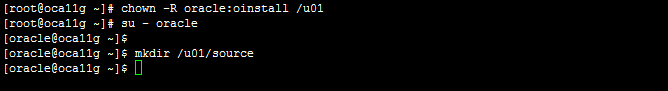 [root@oca11g ~]# chown -R oracle:oinstall /u01
[root@oca11g ~]# su - oracle
[oracle@oca11g ~]$
[oracle@oca11g ~]$ mkdir /u01/source
[oracle@oca11g ~]$